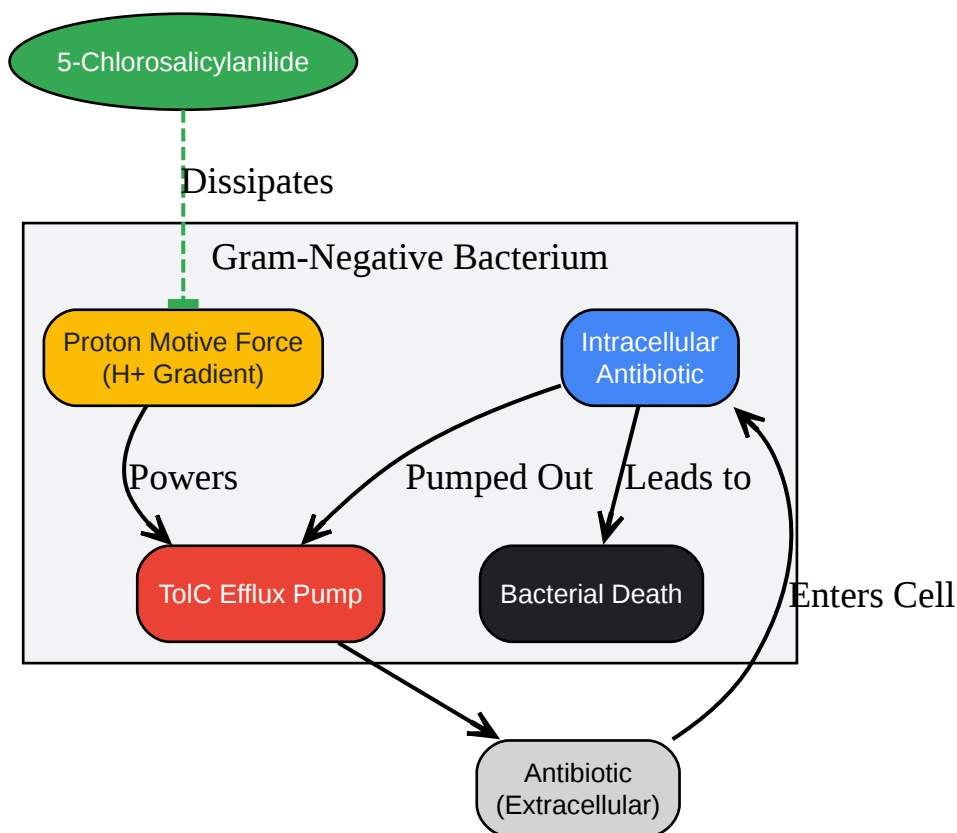 5-Chlorosalicylanilide
Dissipates
Gram-Negative Bacterium
Proton Motive Force
(H+ Gradient)
Intracellular
Antibiotic
Powers
Pumped Out
Leads to
TolC Efflux Pump
Bacterial Death
Enters Cell
Antibiotic
(Extracellular)